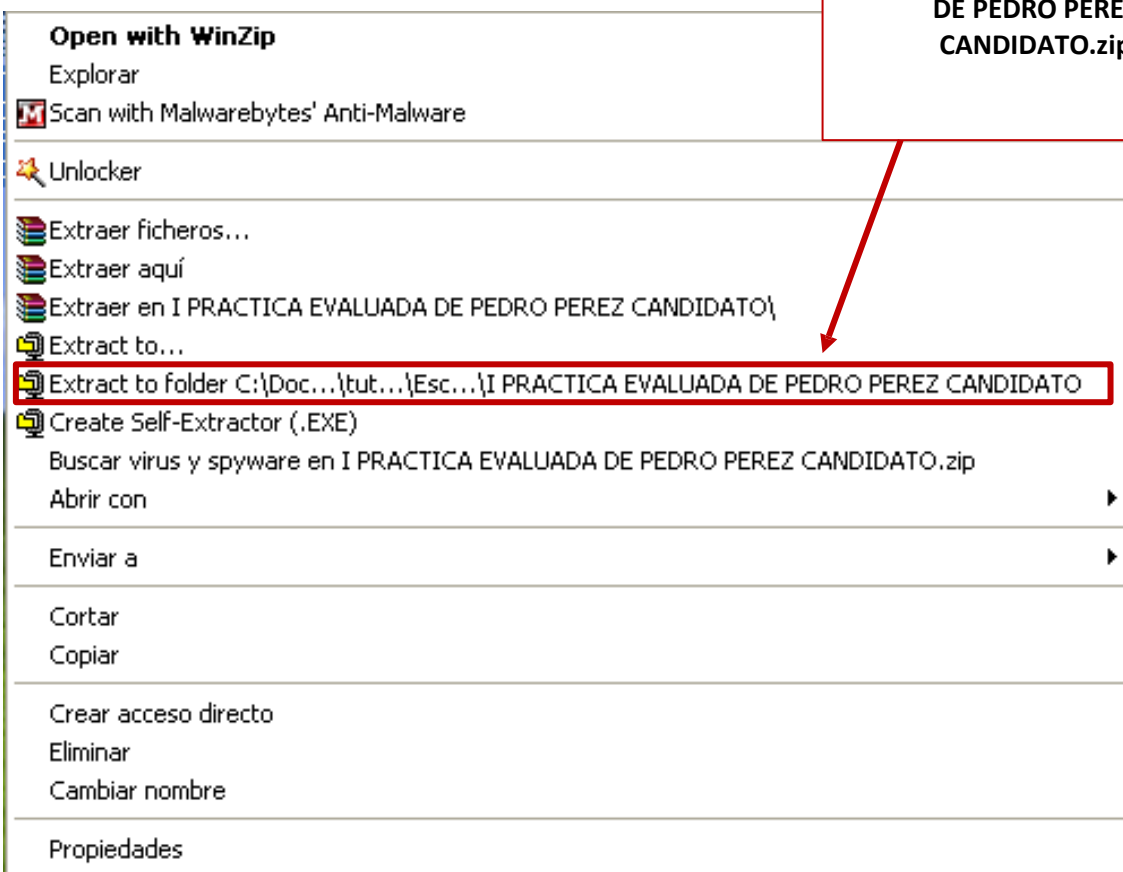 DE PEDRO
CANDIDATO.zip
Open with WinZip
Explorar
Scan with Malwarebytes' Anti-Malware
Unlocker
Extraer ficheros...
Extraer aquí
Extraer en I PRACTICA EVALUADA DE PEDRO PEREZ CANDIDATO\
Extract to...
Extract to folder C:\Doc...\tut...\Esc...\I PRACTICA EVALUADA DE PEDRO PEREZ CANDIDATO
Create Self-Extractor (.EXE)
Buscar virus y spyware en I PRACTICA EVALUADA DE PEDRO PEREZ CANDIDATO.zip
Abrir con
Enviar a
Cortar
Copiar
Crear acceso directo
Eliminar
Cambiar nombre
Propiedades